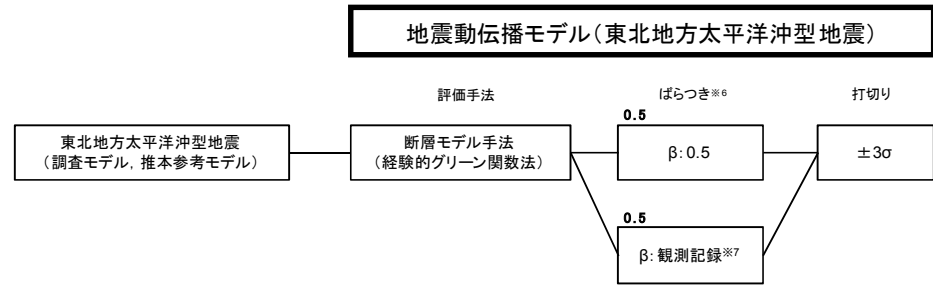 地震動伝播モデル(東北地方太平洋沖型地震)
評価手法
ばらつき※6
打切り
東北地方太平洋沖型地震
(調査モデル,推本参考モデル)
断層モデル手法
(経験的グリーン関数法)
0.5
β:0.5
±3σ
0.5
β:観測記録※7